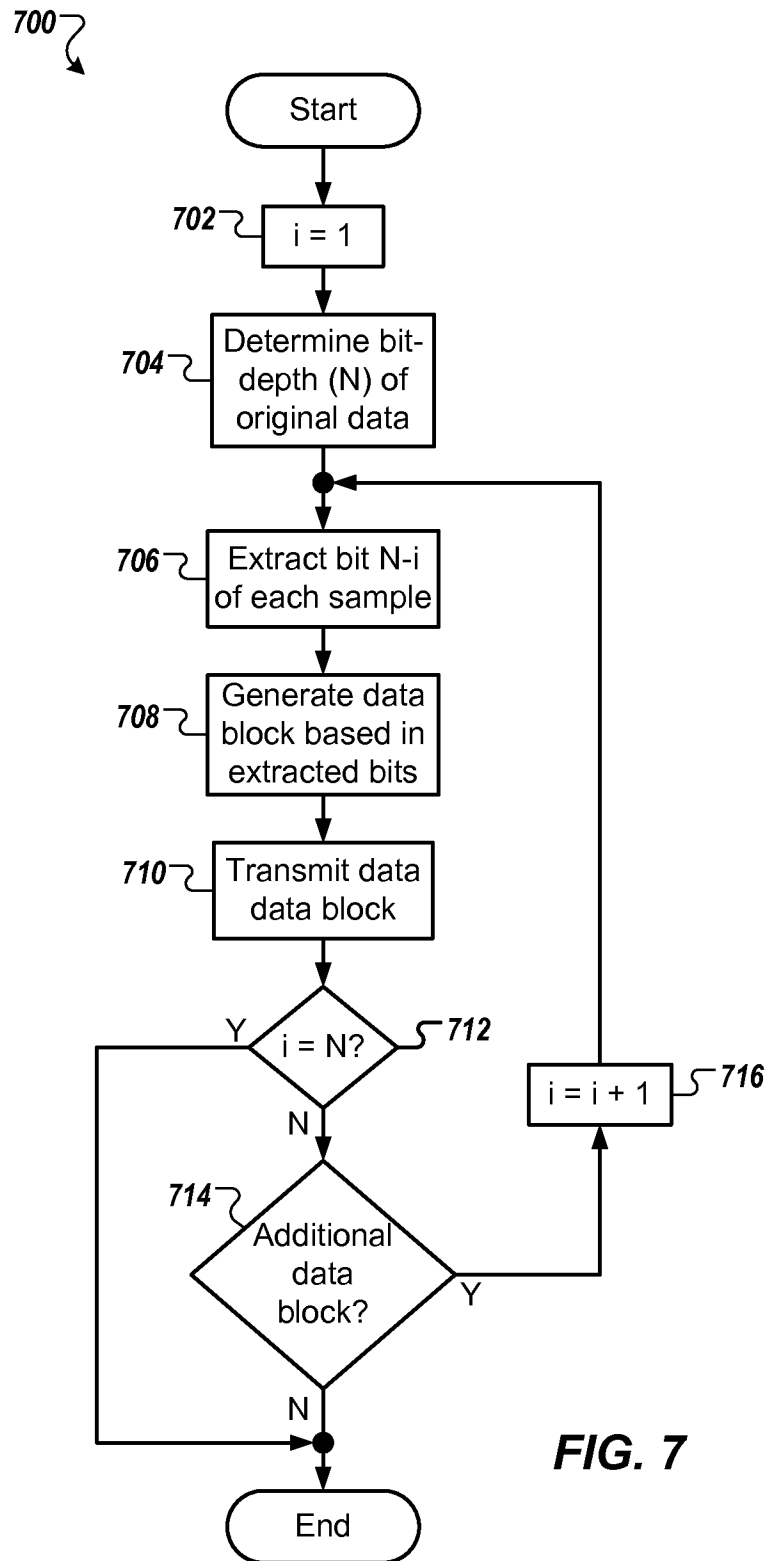 700
Start
702
i = 1
704
Determine bit-
depth (N) of
original data
706
Extract bit N-i
of each sample
708
Generate data
block based in
extracted bits
710
Transmit data
data block
Y
i = N?
712
N
716
i = i + 1
714
Additional
data
block?
Y
N
End
FIG. 7